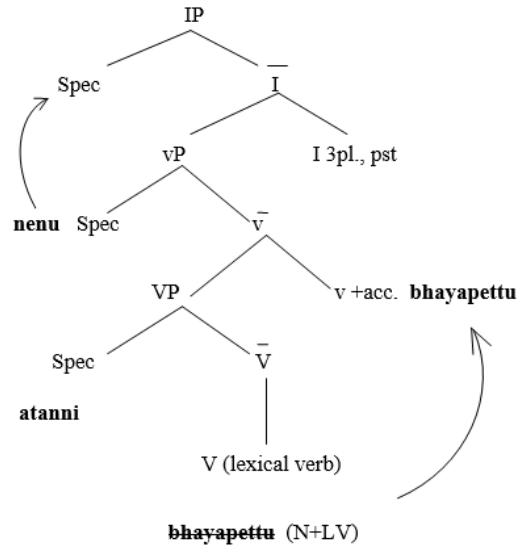 IP
Spec I̅
vP I 3pl., pst
nenu Spec v̅
VP v +acc. bhayapettu
Spec V̅
atanni
V (lexical verb)
bhayapettu (N+LV)